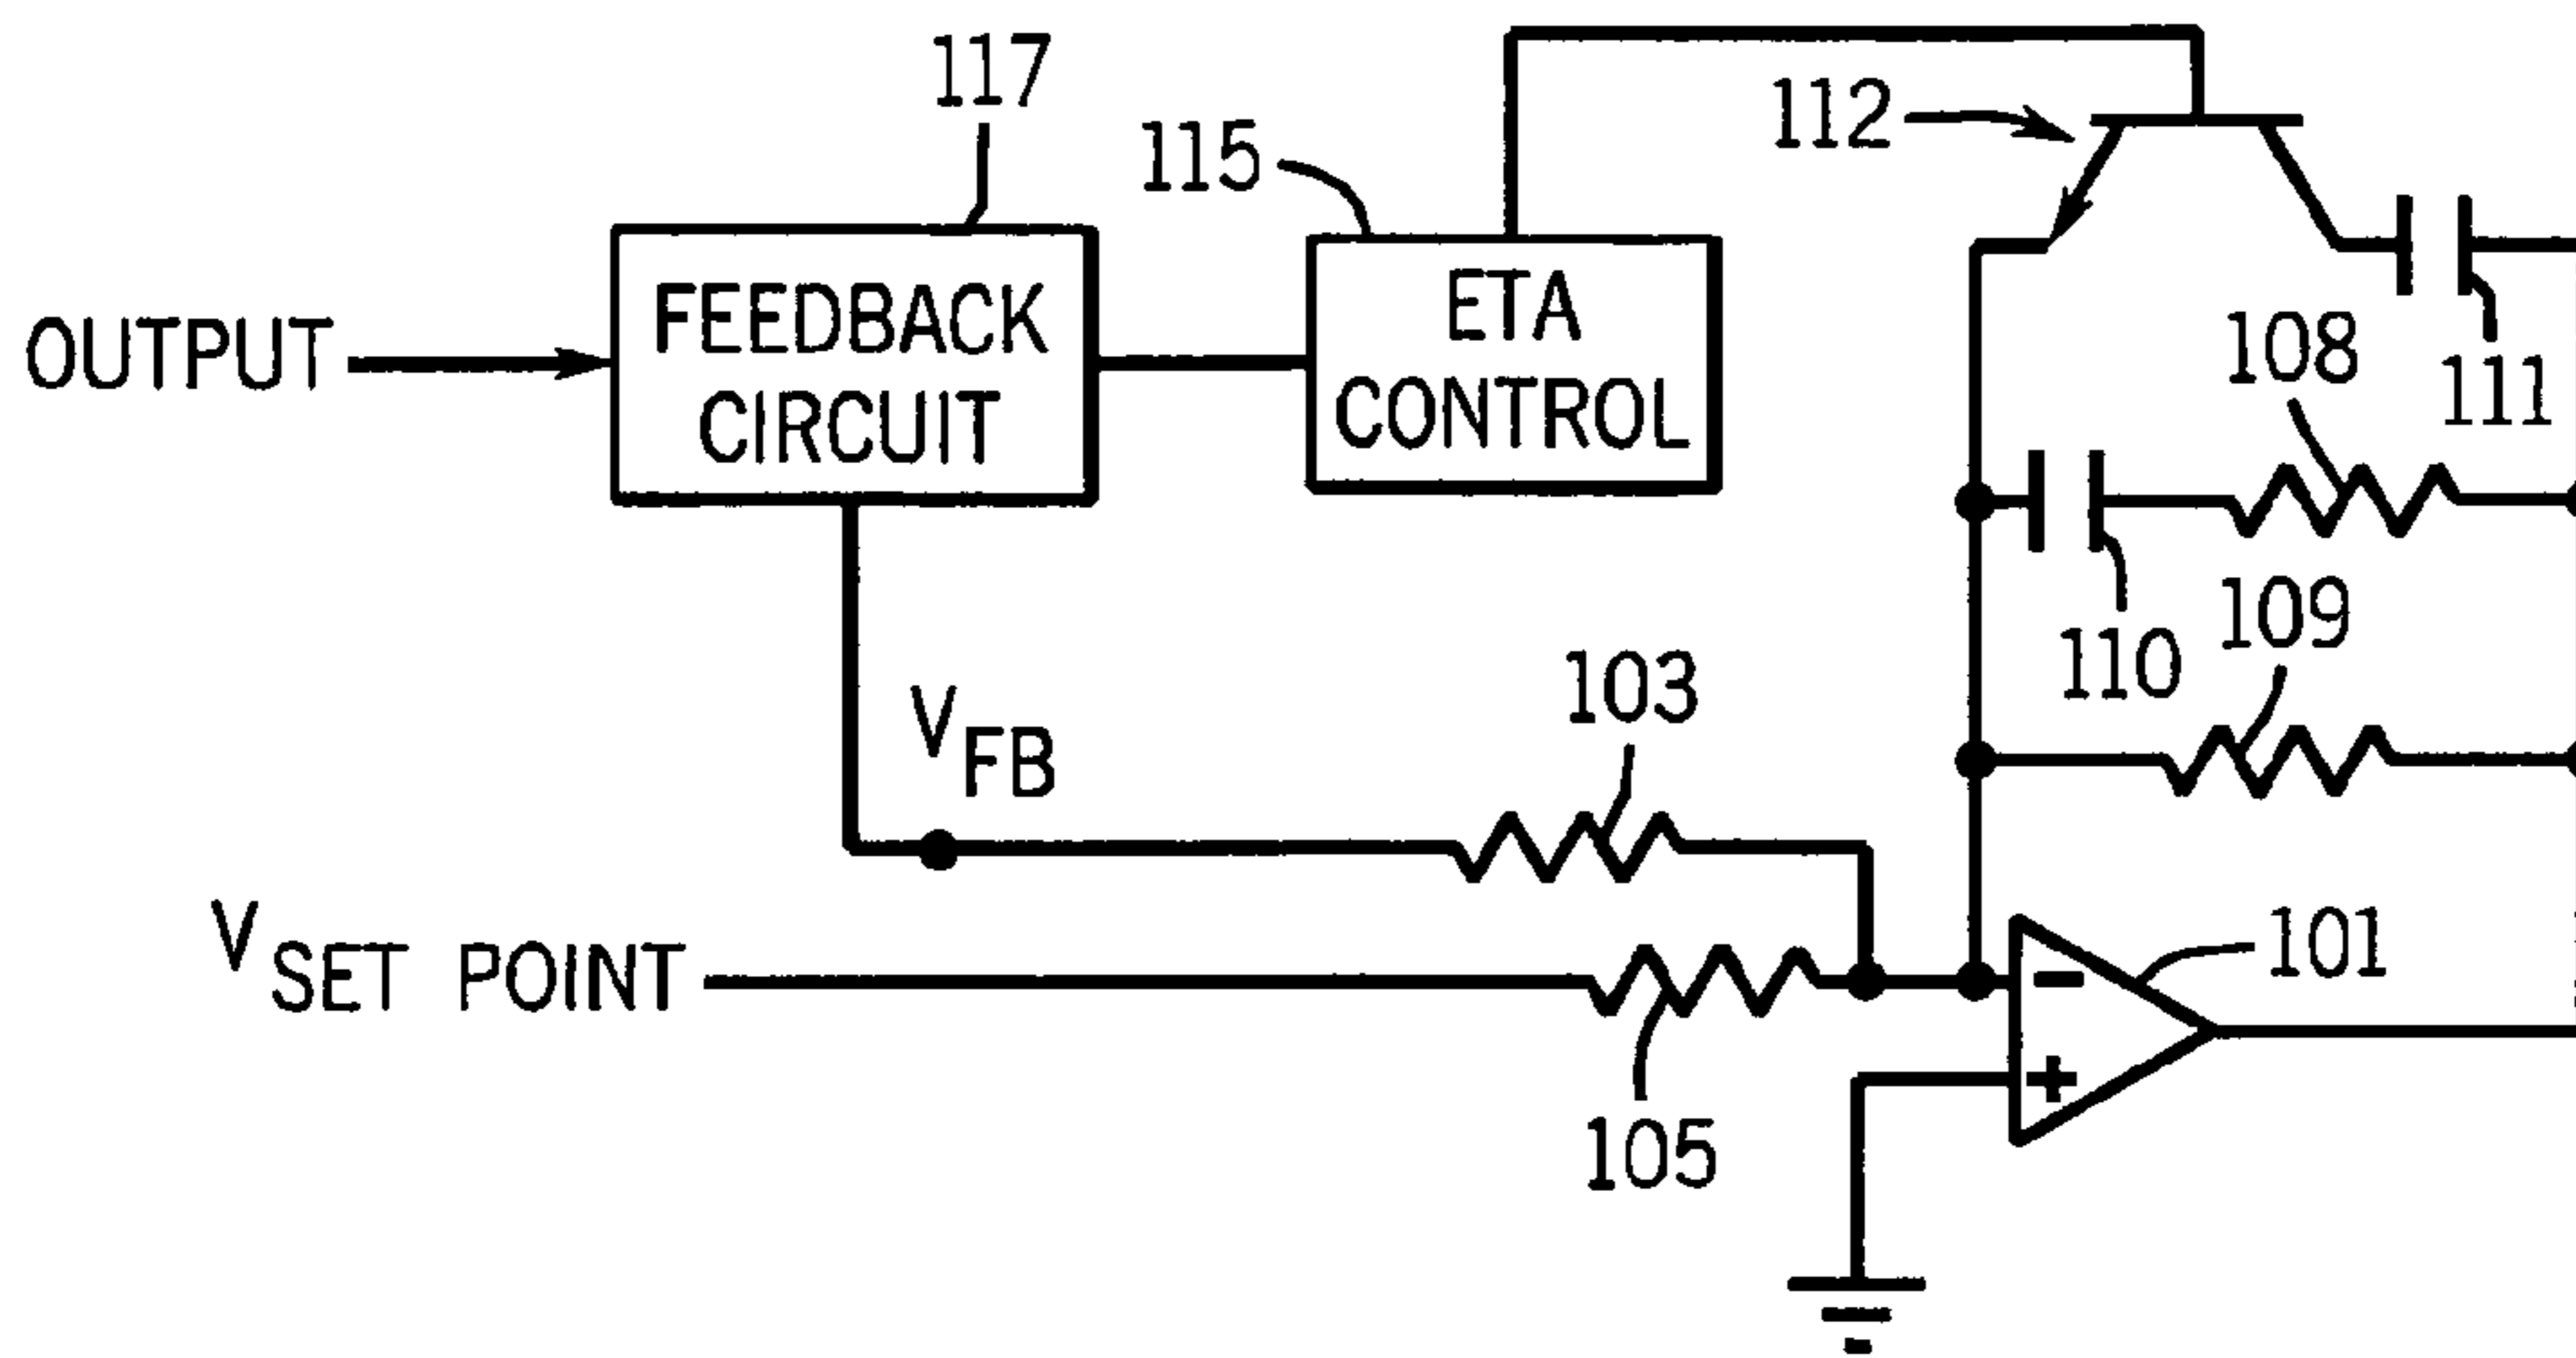 117
115
112
OUTPUT
FEEDBACK
CIRCUIT
ETA
CONTROL
108
111
110
109
103
V FB
V SET POINT
101
105
-
+